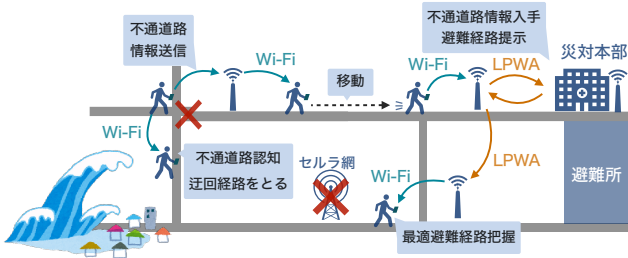 不通道路
情報送信
Wi-Fi
移動
Wi-Fi
不通道路情報入手
避難経路提示
LPWA
災対本部
Wi-Fi
不通道路認知
迂回経路をとる
セルラ網
Wi-Fi
LPWA
避難所
最適避難経路把握